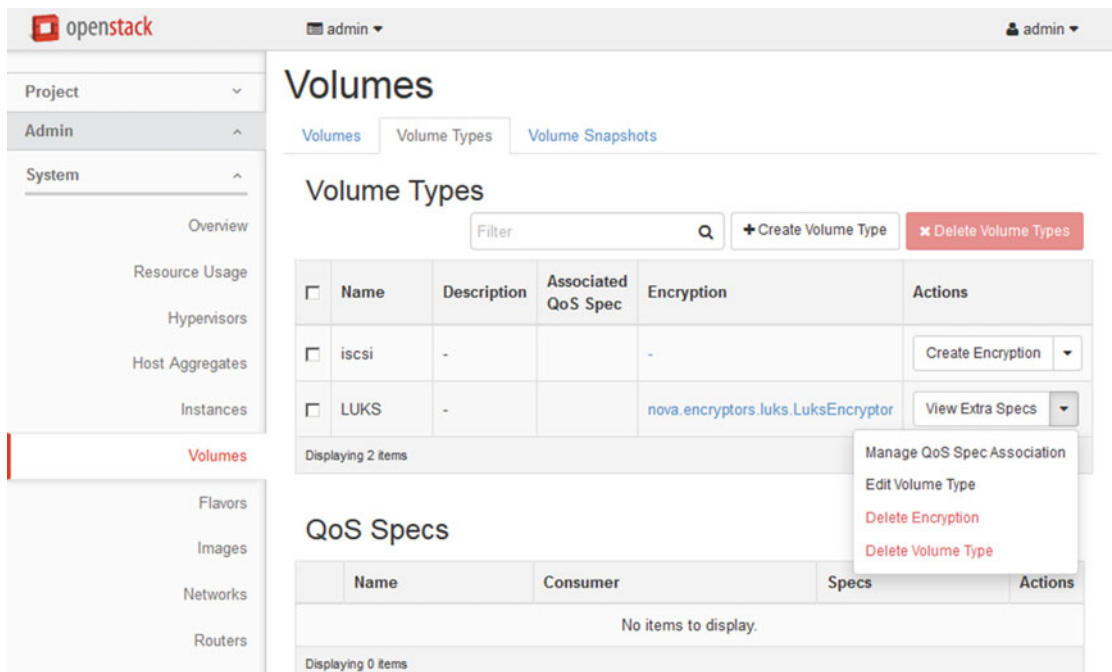 openstack
admin
admin
Project
Admin
System
Overview
Resource Usage
Hypervisors
Host Aggregates
Instances
Volumes
Flavors
Images
Networks
Routers
Volumes
Volumes Volume Types Volume Snapshots
Volume Types
Filter
+ Create Volume Type
× Delete Volume Types
Name Description Associated QoS Spec Encryption Actions
iscsi - - Create Encryption
LUKS - nova.encryptors.luks.LuksEncryptor View Extra Specs
Displaying 2 items
Manage QoS Spec Association
Edit Volume Type
Delete Encryption
Delete Volume Type
QoS Specs
Name Consumer Specs Actions
No items to display.
Displaying 0 items